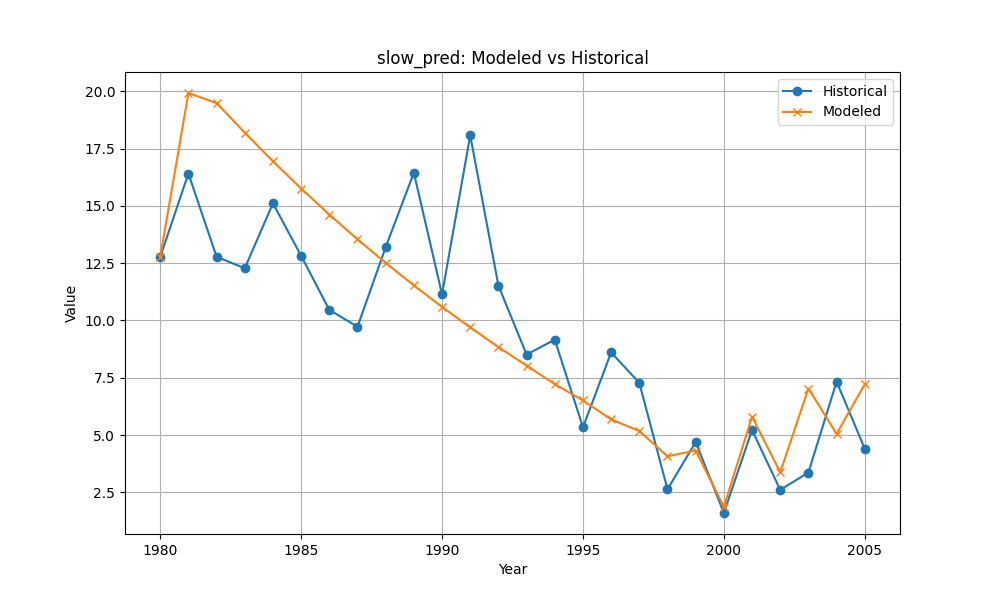 slow_pred: Modeled vs Historical
Historical
Modeled
Value
20.0
17.5
15.0
12.5
10.0
7.5
5.0
2.5
1980 1985 1990 1995 2000 2005
Year